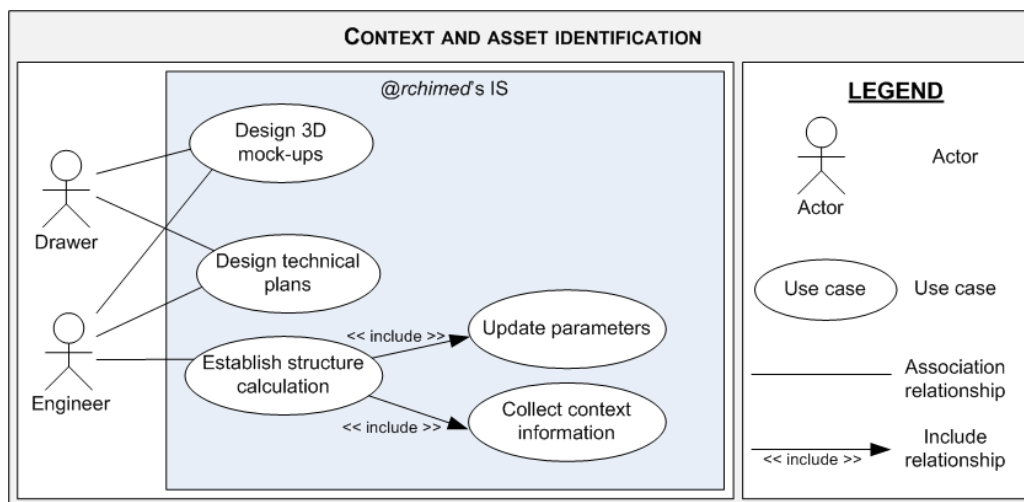 CONTEXT AND ASSET IDENTIFICATION
@rchimed's IS
Design 3D
mock-ups
Drawer
Design technical
plans
Engineer
Establish structure
calculation
<< include >>
Update parameters
<< include >>
Collect context
information
LEGEND
Actor
Actor
Use case
Use case
Association
relationship
<< include >>
Include
relationship